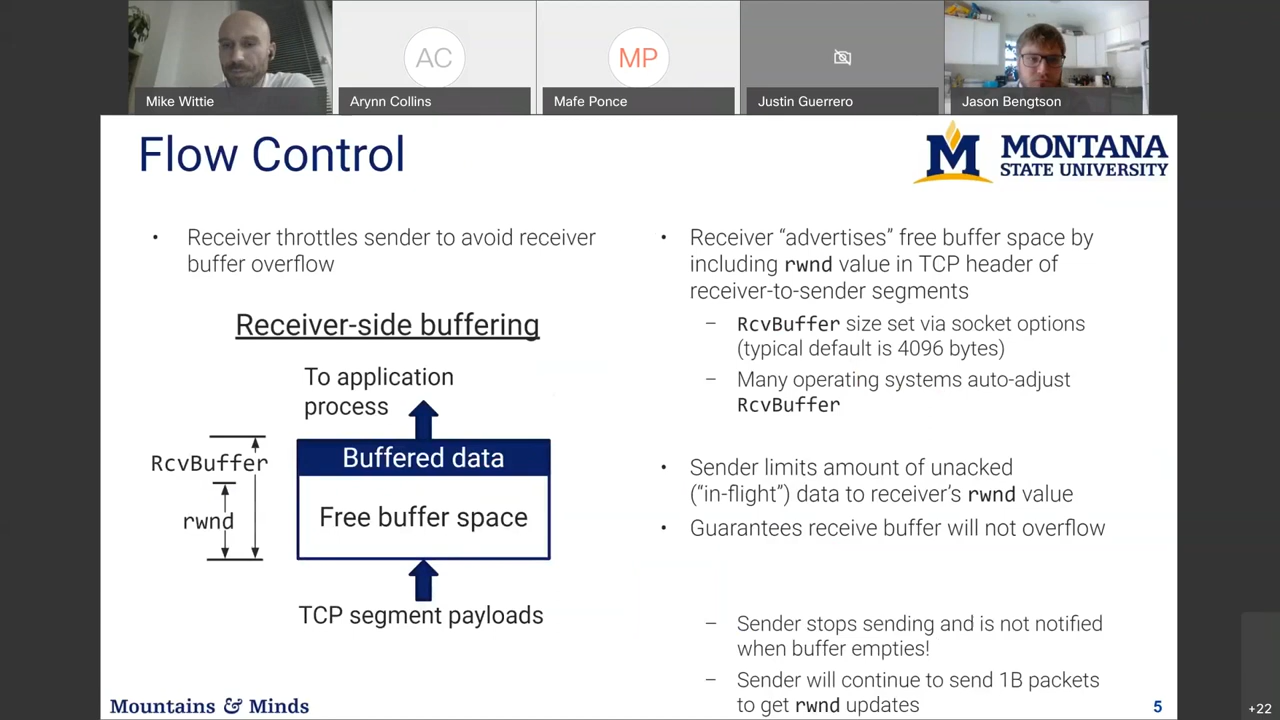 AC
MP
Mike Wittie
Arynn Collins
Mafe Ponce
Justin Guerrero
Jason Bengtson
Flow Control
M MONTANA
STATE UNIVERSITY
• Receiver throttles sender to avoid receiver
buffer overflow
Receiver-side buffering
To application
process
RcvBuffer
rwnd
Buffered data
Free buffer space
TCP segment payloads
• Receiver “advertises” free buffer space by
including rwnd value in TCP header of
receiver-to-sender segments
– RcvBuffer size set via socket options
(typical default is 4096 bytes)
– Many operating systems auto-adjust
RcvBuffer
• Sender limits amount of unacked
(“in-flight”) data to receiver’s rwnd value
• Guarantees receive buffer will not overflow
– Sender stops sending and is not notified
when buffer empties!
– Sender will continue to send 1B packets
to get rwnd updates
Mountains & Minds
5
+22